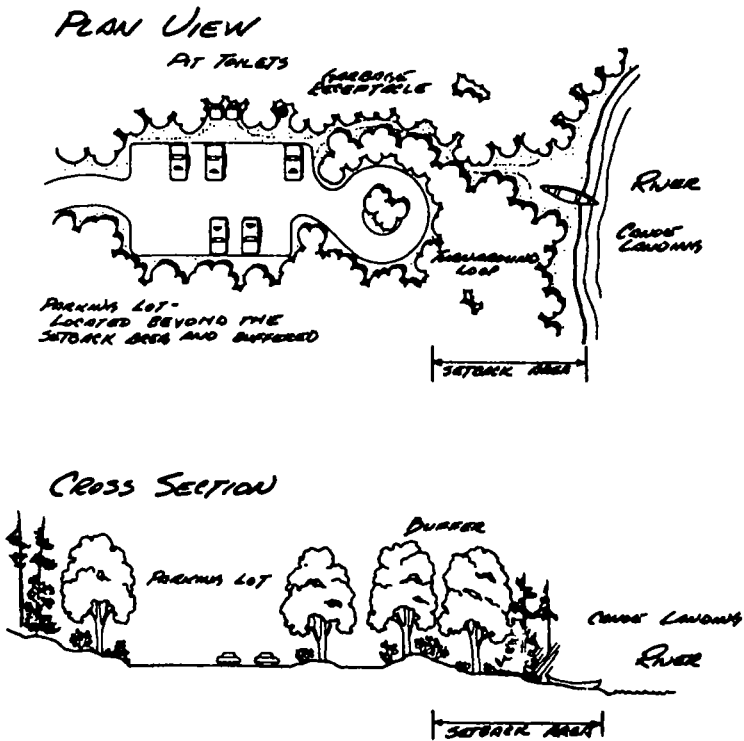 PLAN VIEW
PIT TOILETS
GARBAGE
RECEPTACLE
RIVER
CANOE
LANDING
TURNAROUND
LOOP
PARKING LOT-
LOCATED BEYOND THE
SETBACK AREA AND BUFFERED
SETBACK AREA
CROSS SECTION
BUFFER
PARKING LOT
CANOE LANDING
RIVER
SETBACK AREA